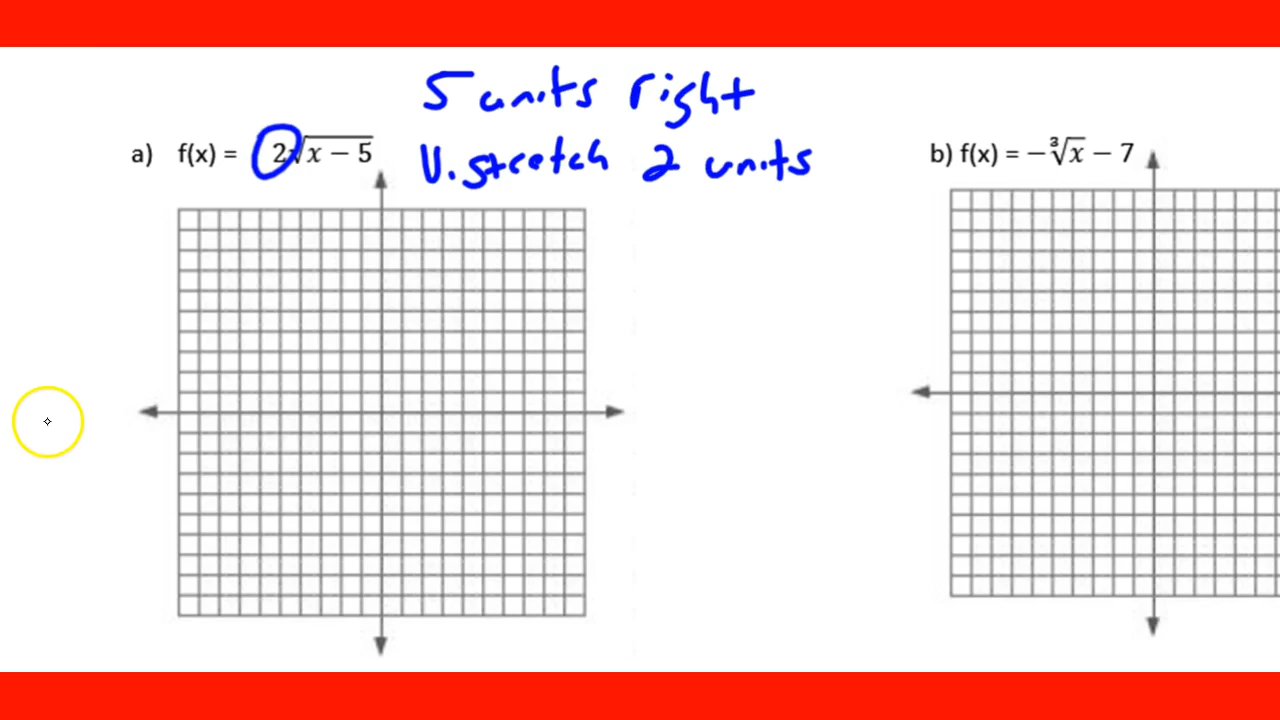 5 units right
a) f(x) = 2√x − 5
V. stretch 2 units
b) f(x) = −∛x − 7